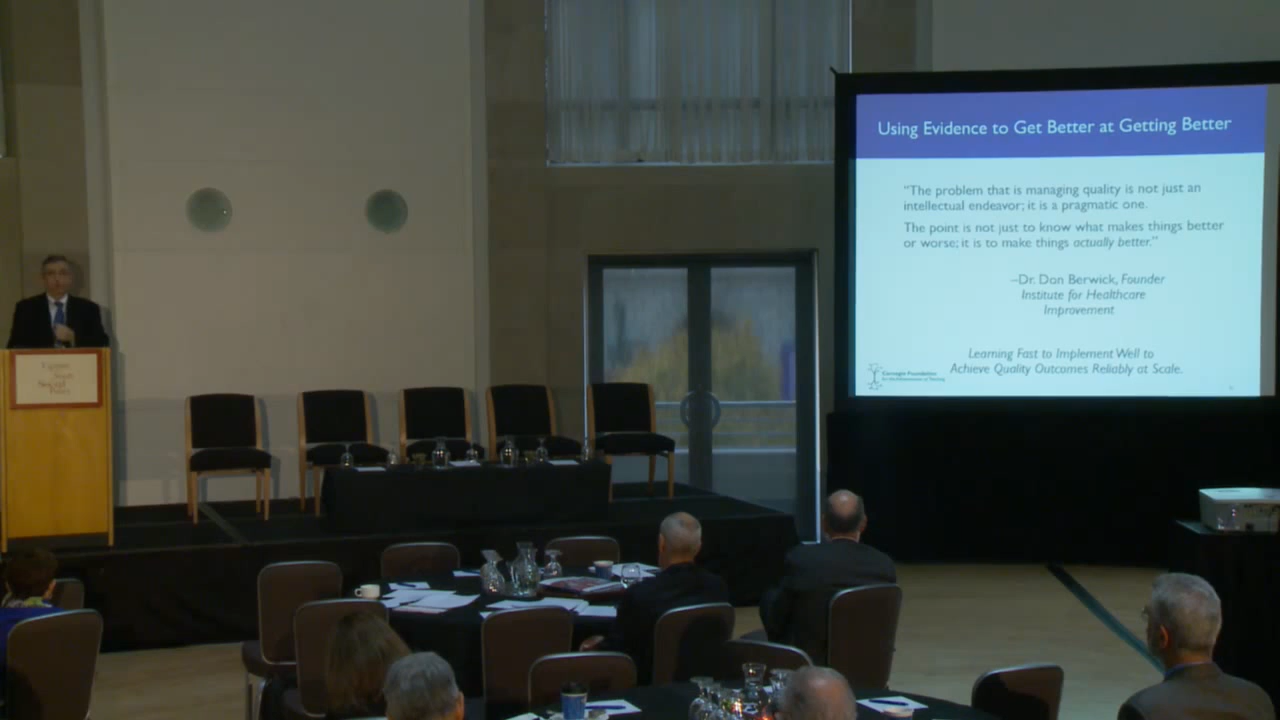 Using Evidence to Get Better at Getting Better
"The problem that is managing quality is not just an
intellectual endeavor; it is a pragmatic one.
The point is not just to know what makes things better
or worse; it is to make things actually better."
–Dr. Don Berwick, Founder
Institute for Healthcare
Improvement
Learning Fast to Implement Well to
Achieve Quality Outcomes Reliably at Scale.
Carnegie Foundation
Social